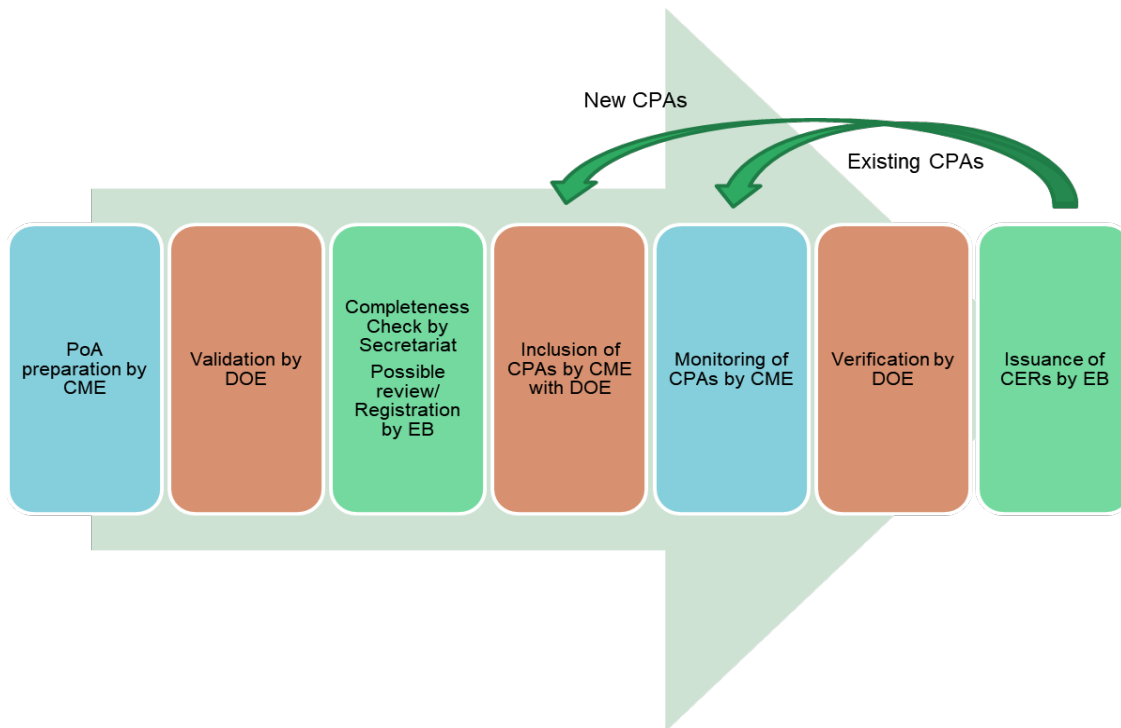 New CPAs
Existing CPAs
PoA
preparation by
CME
Validation by
DOE
Completeness
Check by
Secretariat
Possible
review/
Registration
by EB
Inclusion of
CPAs by CME
with DOE
Monitoring of
CPAs by CME
Verification by
DOE
Issuance of
CERs by EB